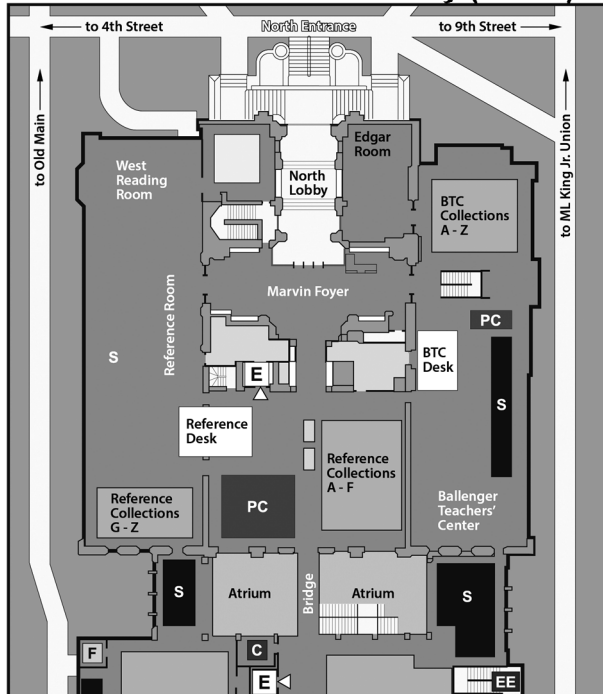 to 4th Street
North Entrance
to 9th Street
to Old Main
to ML King Jr. Union
West
Reading
Room
Edgar
Room
North
Lobby
BTC
Collections
A - Z
Marvin Foyer
Reference Room
PC
S
E
BTC
Desk
S
Reference
Desk
Reference
Collections
A - F
Reference
Collections
G - Z
PC
Ballenger
Teachers'
Center
S
Atrium
Bridge
Atrium
S
F
C
E
EE